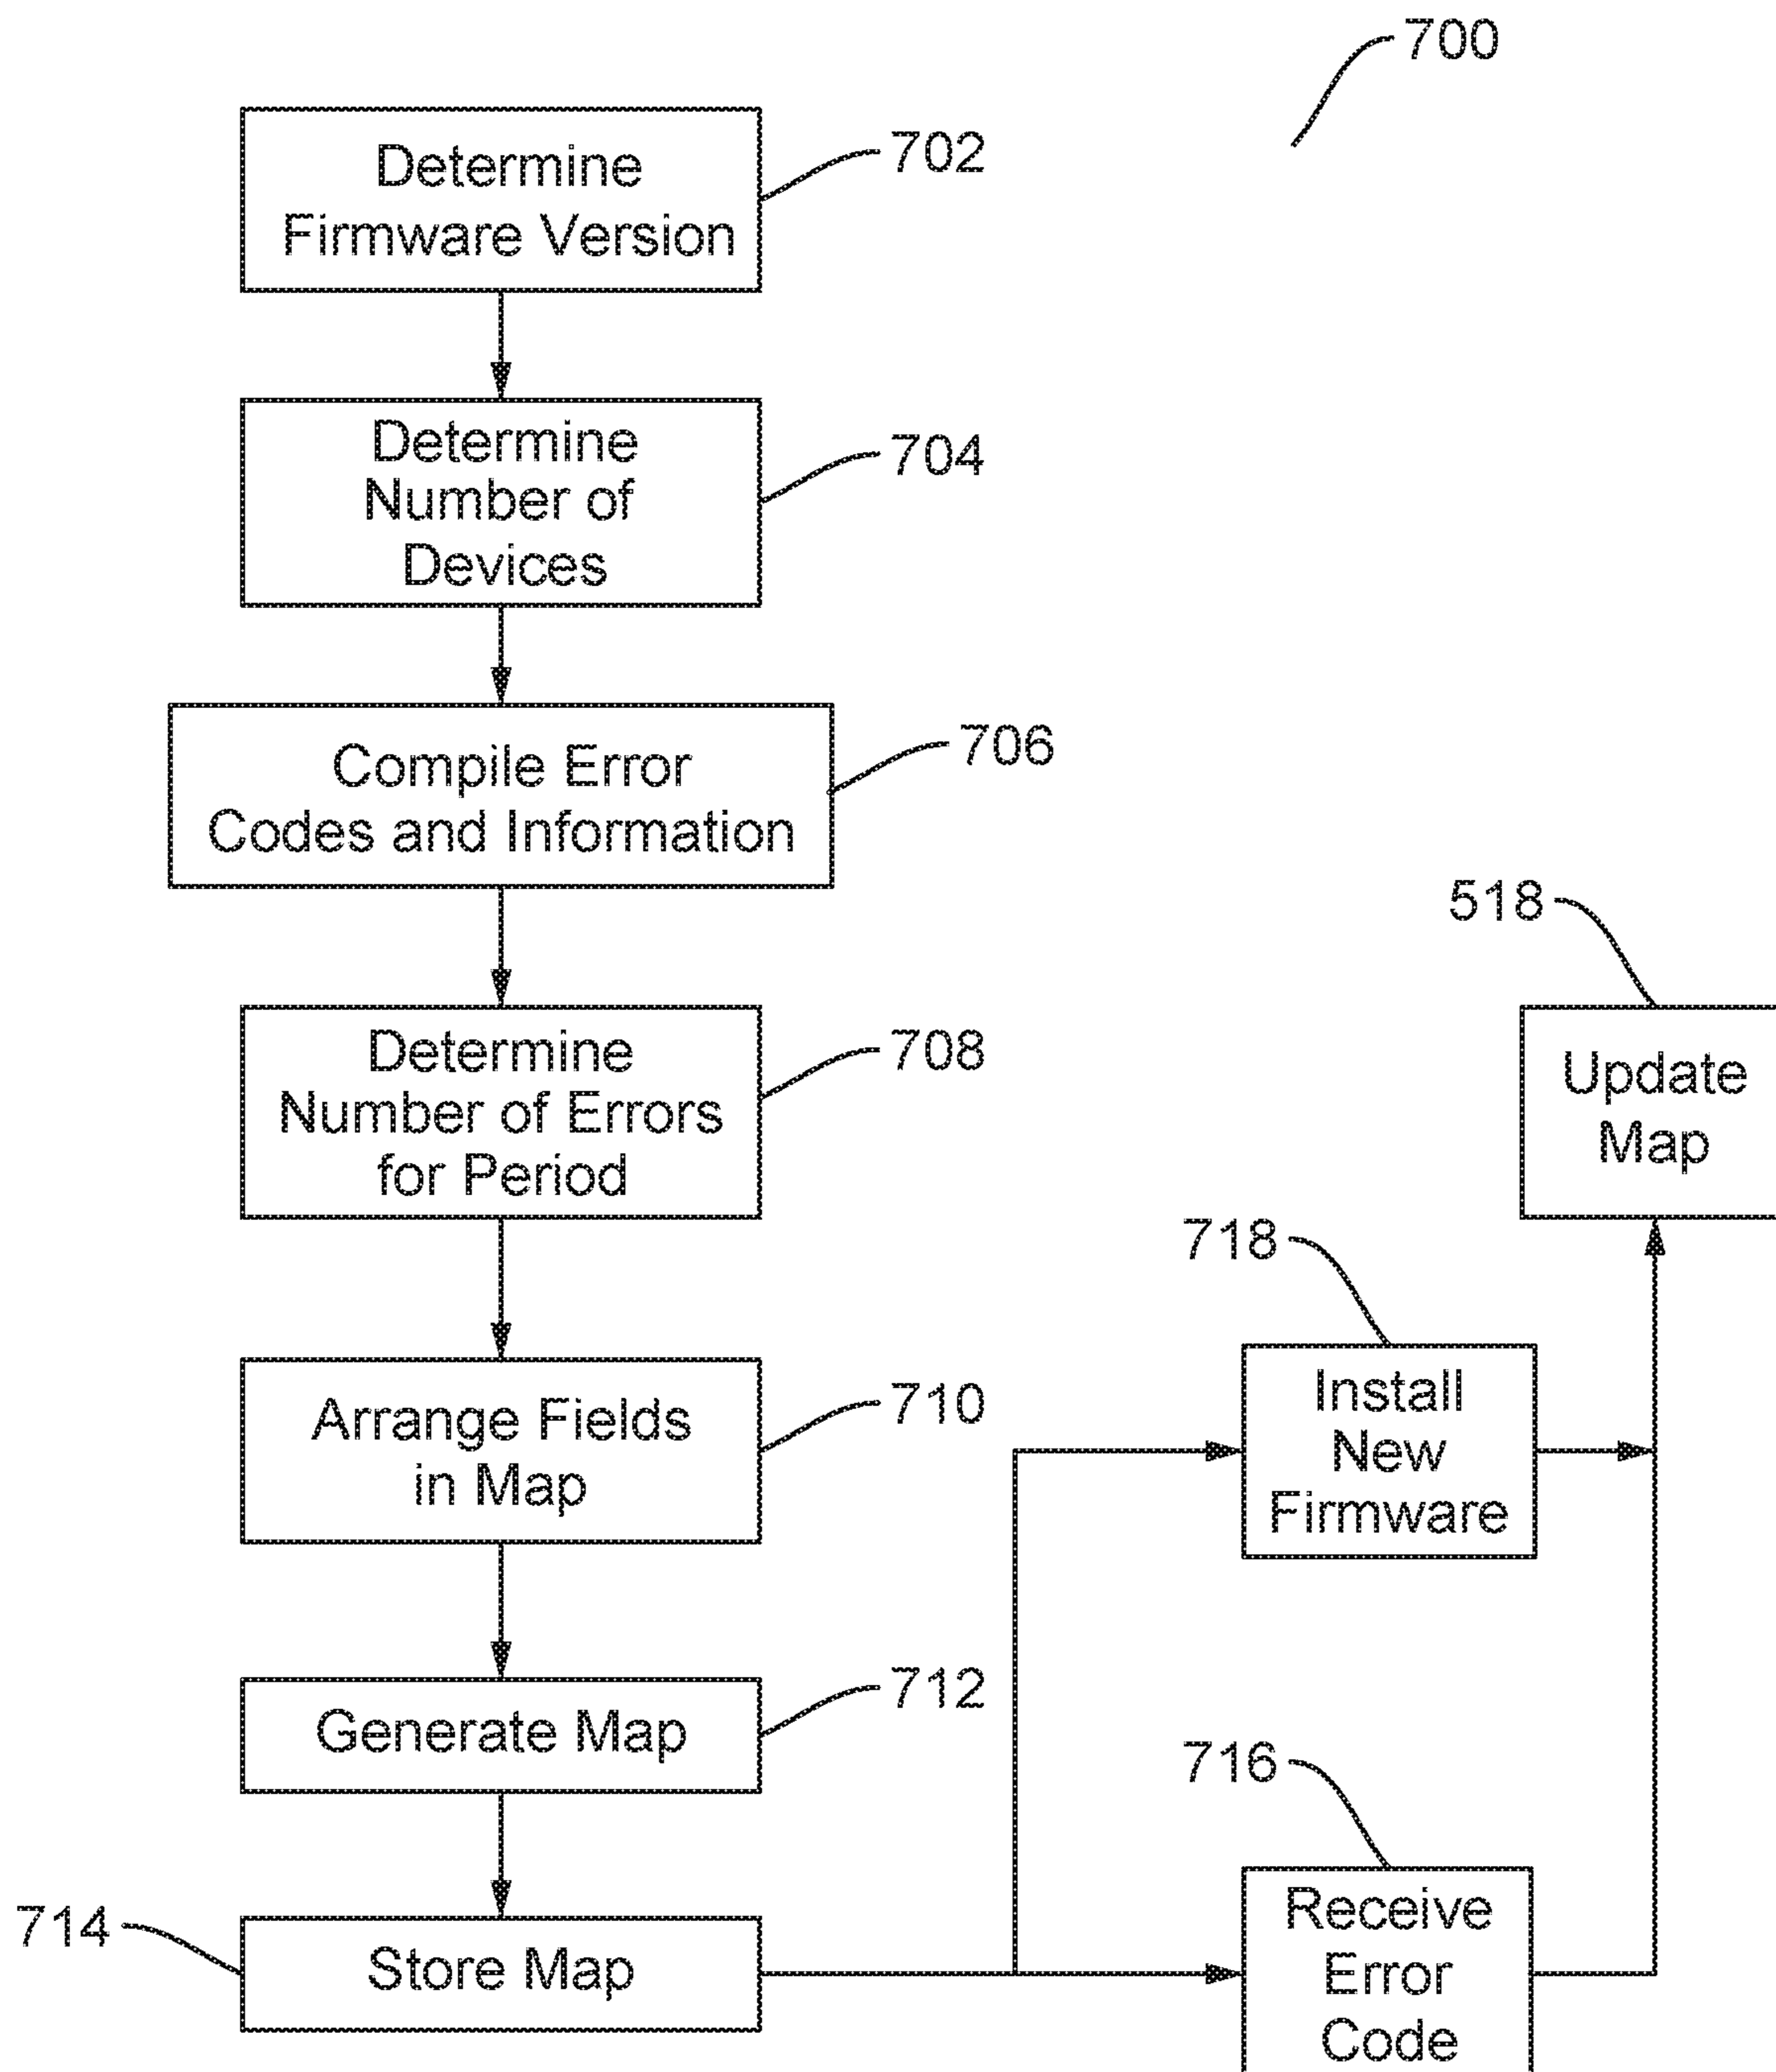 700
Determine
Firmware Version
702
Determine
Number of
Devices
704
Compile Error
Codes and Information
706
Determine
Number of Errors
for Period
708
Arrange Fields
in Map
710
Generate Map
712
714
Store Map
518
Update
Map
718
Install
New
Firmware
716
Receive
Error
Code